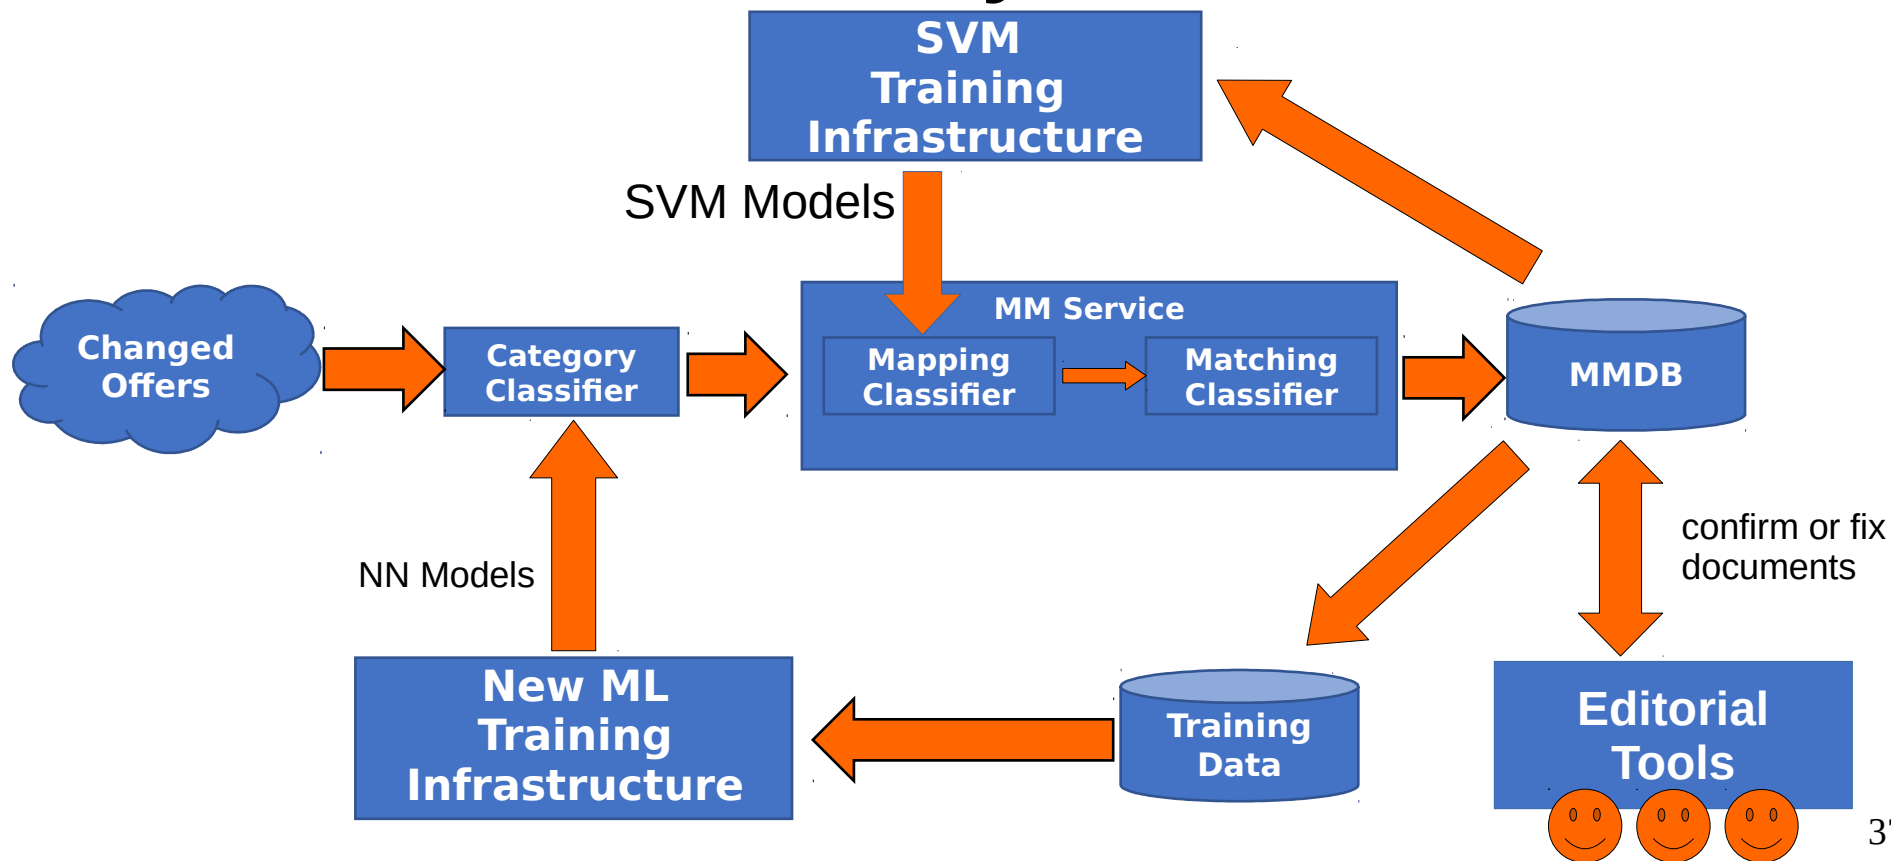 SVM
Training
Infrastructure
SVM Models
MM Service
Changed
Offers
Category
Classifier
Mapping
Classifier
Matching
Classifier
MMDB
NN Models
confirm or fix
documents
New ML
Training
Infrastructure
Training
Data
Editorial
Tools